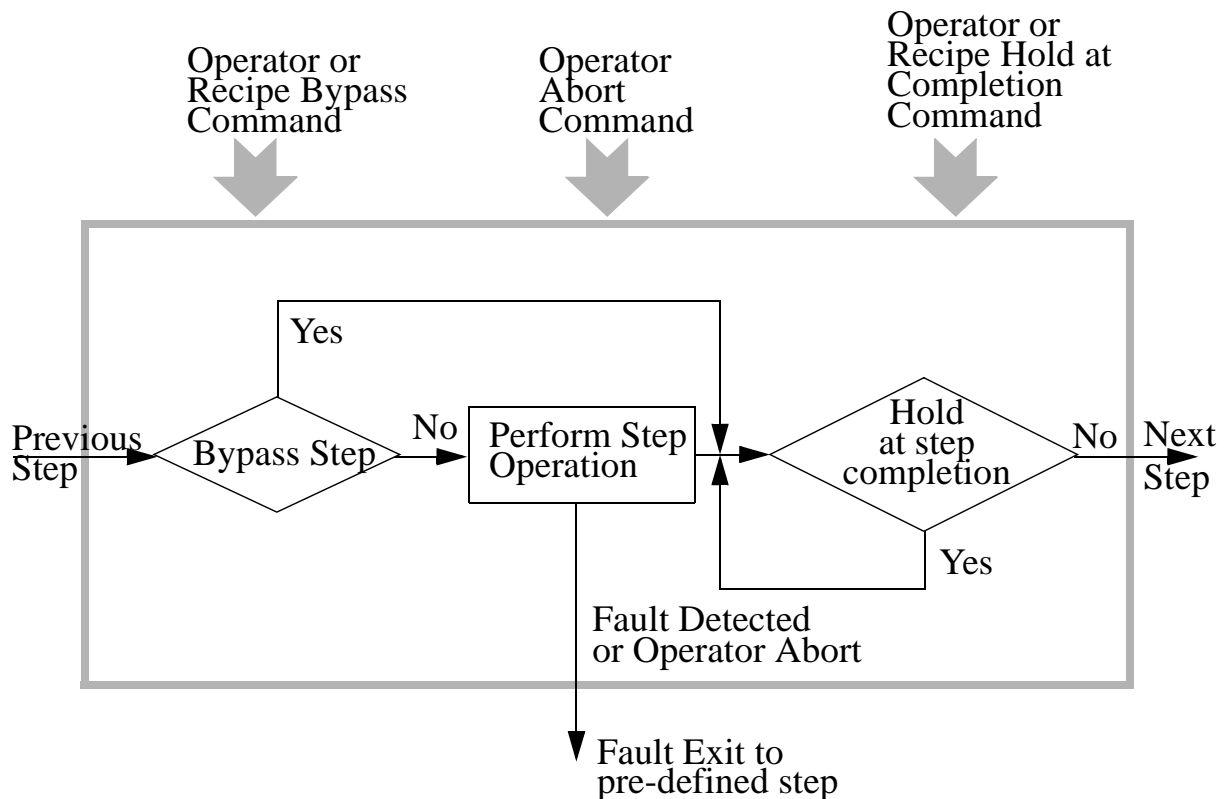 Operator or
Recipe Bypass
Command
Operator
Abort
Command
Operator or
Recipe Hold at
Completion
Command
Yes
Previous
Step
Bypass Step
No
Perform Step
Operation
Hold
at step
completion
No
Next
Step
Yes
Fault Detected
or Operator Abort
Fault Exit to
pre-defined step